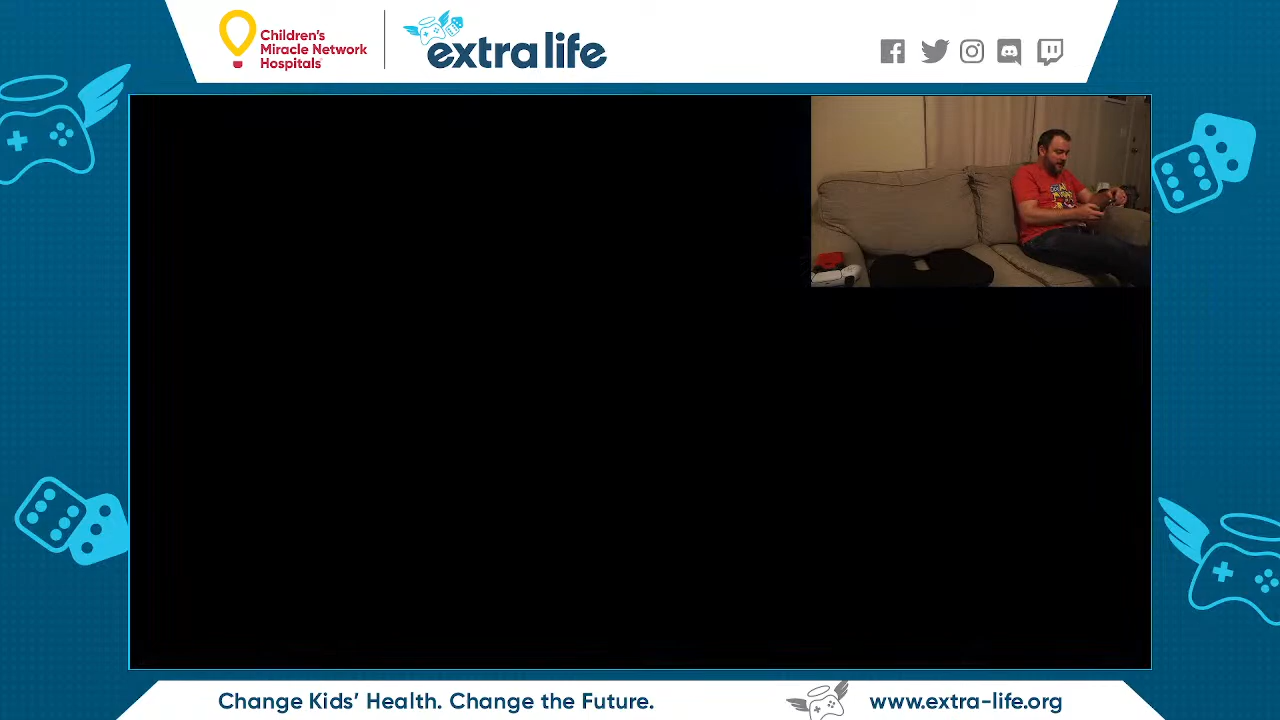 Children's
Miracle Network
Hospitals
extra life
Change Kids' Health. Change the Future.
www.extra-life.org